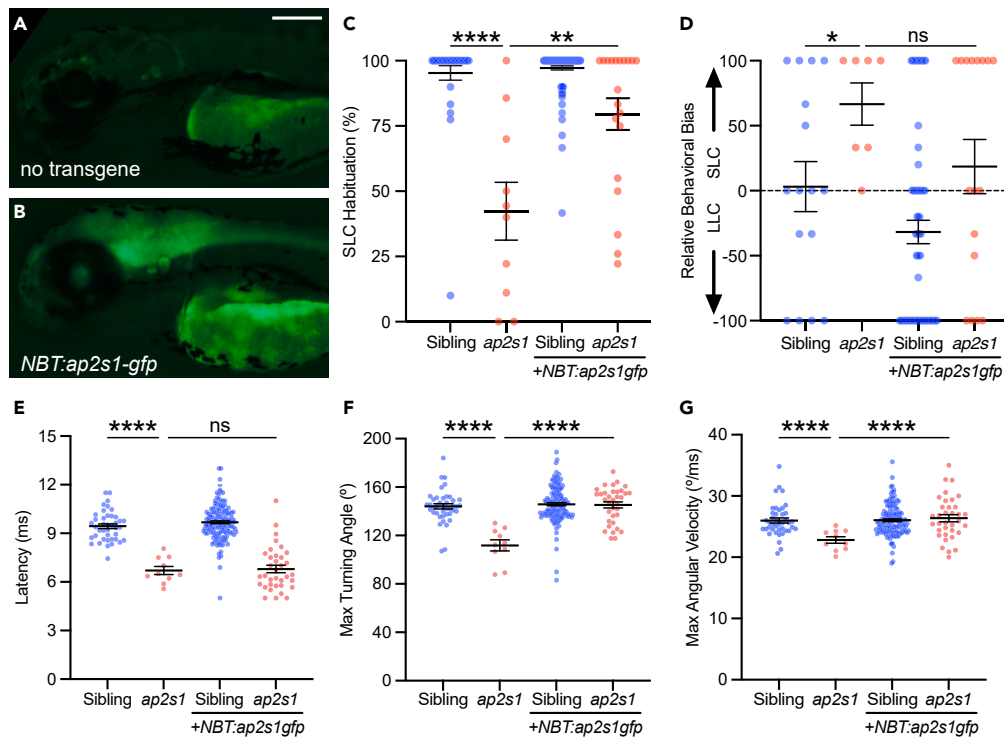 A
no transgene
B
NBT:ap2s1-gfp
C
**** **
SLC Habituation (%)
100
75
50
25
0
Sibling ap2s1 Sibling ap2s1
+NBT:ap2s1gfp
D
* ns
Relative Behavioral Bias
LLC SLC
100
50
0
-50
-100
Sibling ap2s1 Sibling ap2s1
+NBT:ap2s1gfp
E
**** ns
Latency (ms)
15
12
9
6
3
0
Sibling ap2s1 Sibling ap2s1
+NBT:ap2s1gfp
F
**** ****
Max Turning Angle (º)
200
160
120
80
40
0
Sibling ap2s1 Sibling ap2s1
+NBT:ap2s1gfp
G
**** ****
Max Angular Velocity (º/ms)
40
30
20
10
0
Sibling ap2s1 Sibling ap2s1
+NBT:ap2s1gfp